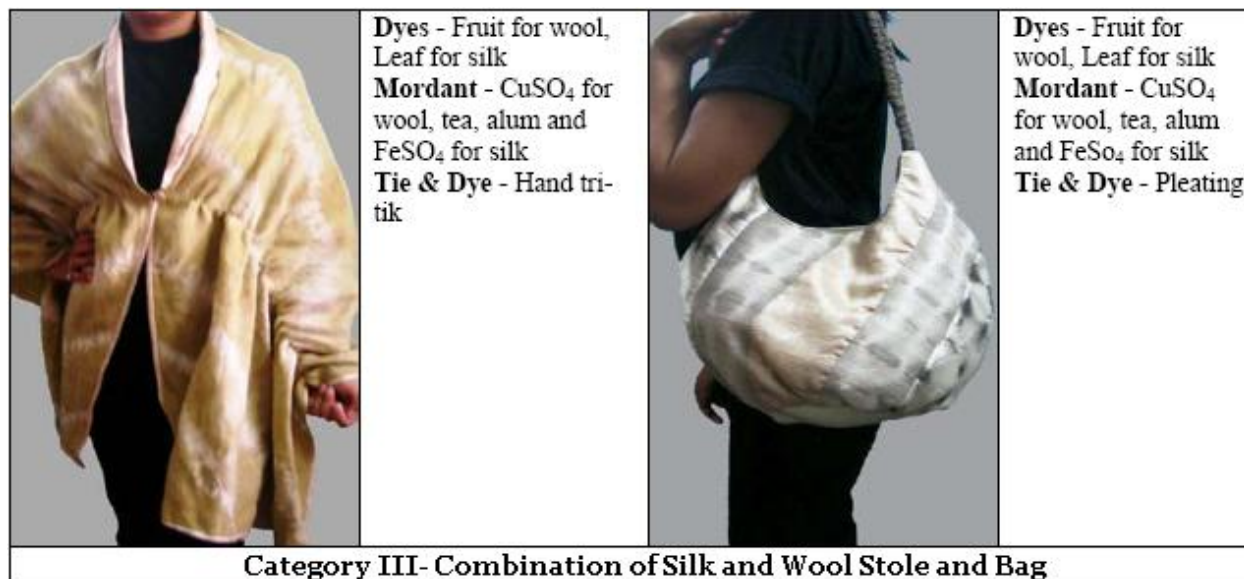 Dyes - Fruit for wool,
Leaf for silk
Mordant - CuSO₄ for
wool, tea, alum and
FeSO₄ for silk
Tie & Dye - Hand tri-
tik
Dyes - Fruit for
wool, Leaf for silk
Mordant - CuSO₄
for wool, tea, alum
and FeSo₄ for silk
Tie & Dye - Pleating
Category III- Combination of Silk and Wool Stole and Bag